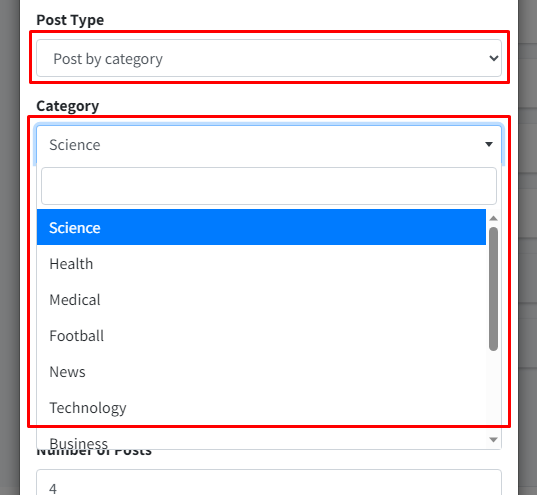 Post Type
Post by category
Category
Science
Science
Health
Medical
Football
News
Technology
Business
Number of Posts
4